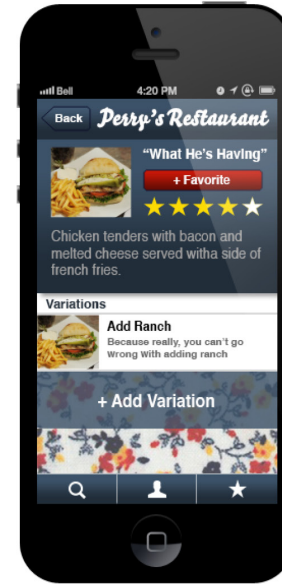 Bell 4:20 PM
Back Perry's Restaurant
“What He's Having”
+ Favorite
Chicken tenders with bacon and
melted cheese served witha side of
french fries.
Variations
Add Ranch
Because really, you can't go
wrong with adding ranch
+ Add Variation